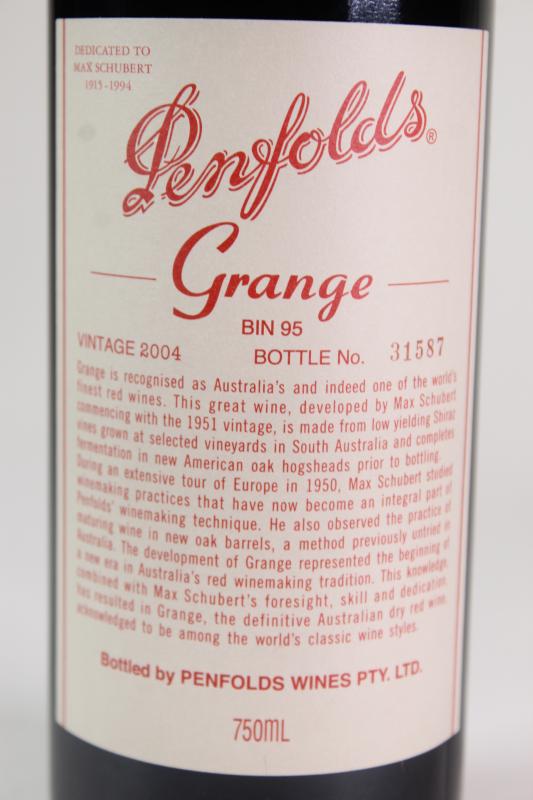 DEDICATED TO
MAX SCHUBERT
1915-1994
Penfolds®
Grange
BIN 95
VINTAGE 2004
BOTTLE No. 31587
Grange is recognised as Australia's and indeed one of the world's
finest red wines. This great wine, developed by Max Schubert
commencing with the 1951 vintage, is made from low yielding Shiraz
vines grown at selected vineyards in South Australia and completes
fermentation in new American oak hogsheads prior to bottling.
During an extensive tour of Europe in 1950, Max Schubert studied
winemaking practices that have now become an integral part of
Penfolds' winemaking technique. He also observed the practice of
maturing wine in new oak barrels, a method previously untried in
Australia. The development of Grange represented the beginning of
a new era in Australia's red winemaking tradition. This knowledge,
combined with Max Schubert's foresight, skill and dedication,
has resulted in Grange, the definitive Australian dry red wine,
acknowledged to be among the world's classic wine styles.
Bottled by PENFOLDS WINES PTY. LTD.
750ML